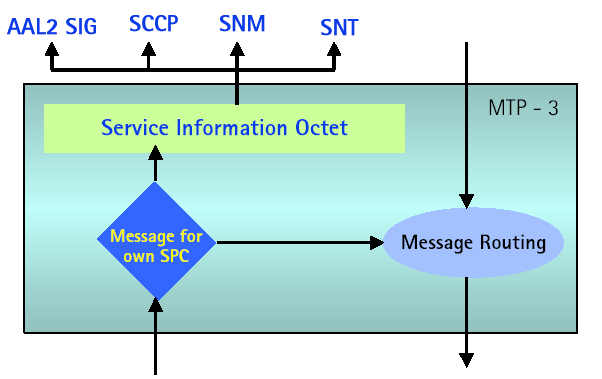 AAL2 SIG SCCP SNM SNT
MTP - 3
Service Information Octet
Message for
own SPC
Message Routing